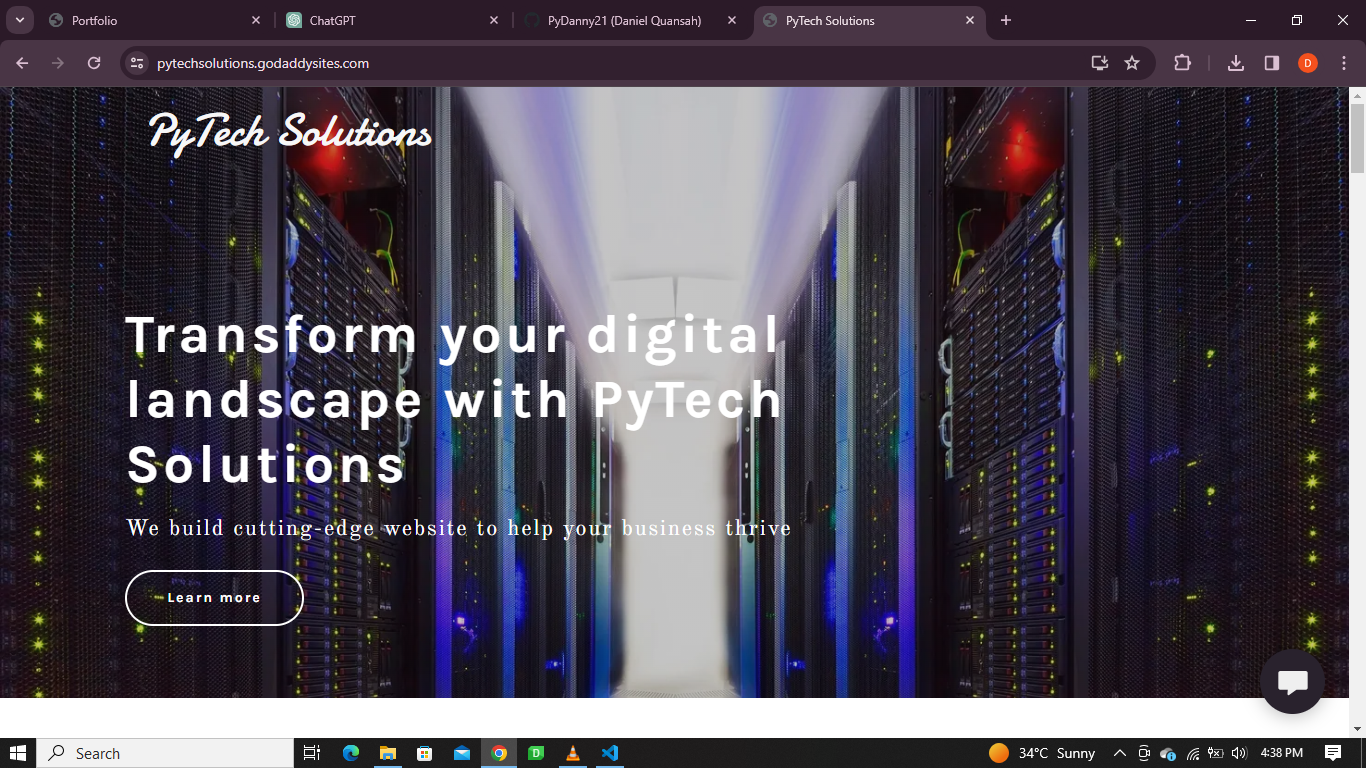 Portfolio
ChatGPT
PyDanny21 (Daniel Quansah)
PyTech Solutions
pytechsolutions.godaddysites.com
D
PyTech Solutions
Transform your digital
landscape with PyTech
Solutions
We build cutting-edge website to help your business thrive
Learn more
Search
D
34°C Sunny
4:38 PM